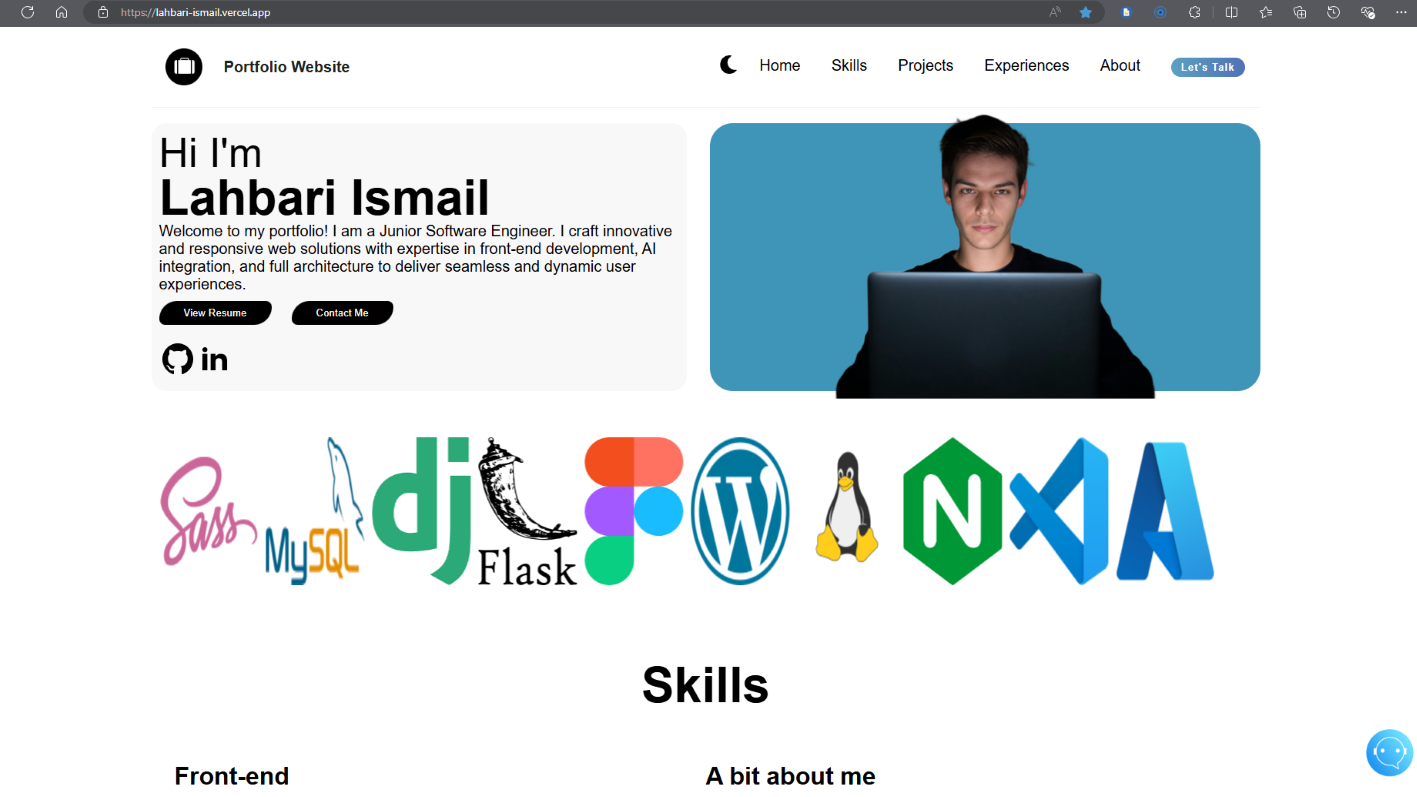 https://lahbari-ismail.vercel.app
Portfolio Website
Home
Skills
Projects
Experiences
About
Let's Talk
Hi I'm
Lahbari Ismail
Welcome to my portfolio! I am a Junior Software Engineer. I craft innovative
and responsive web solutions with expertise in front-end development, AI
integration, and full architecture to deliver seamless and dynamic user
experiences.
View Resume
Contact Me
in
Sass
MySQL
dj
Flask
W
N
Skills
Front-end
A bit about me